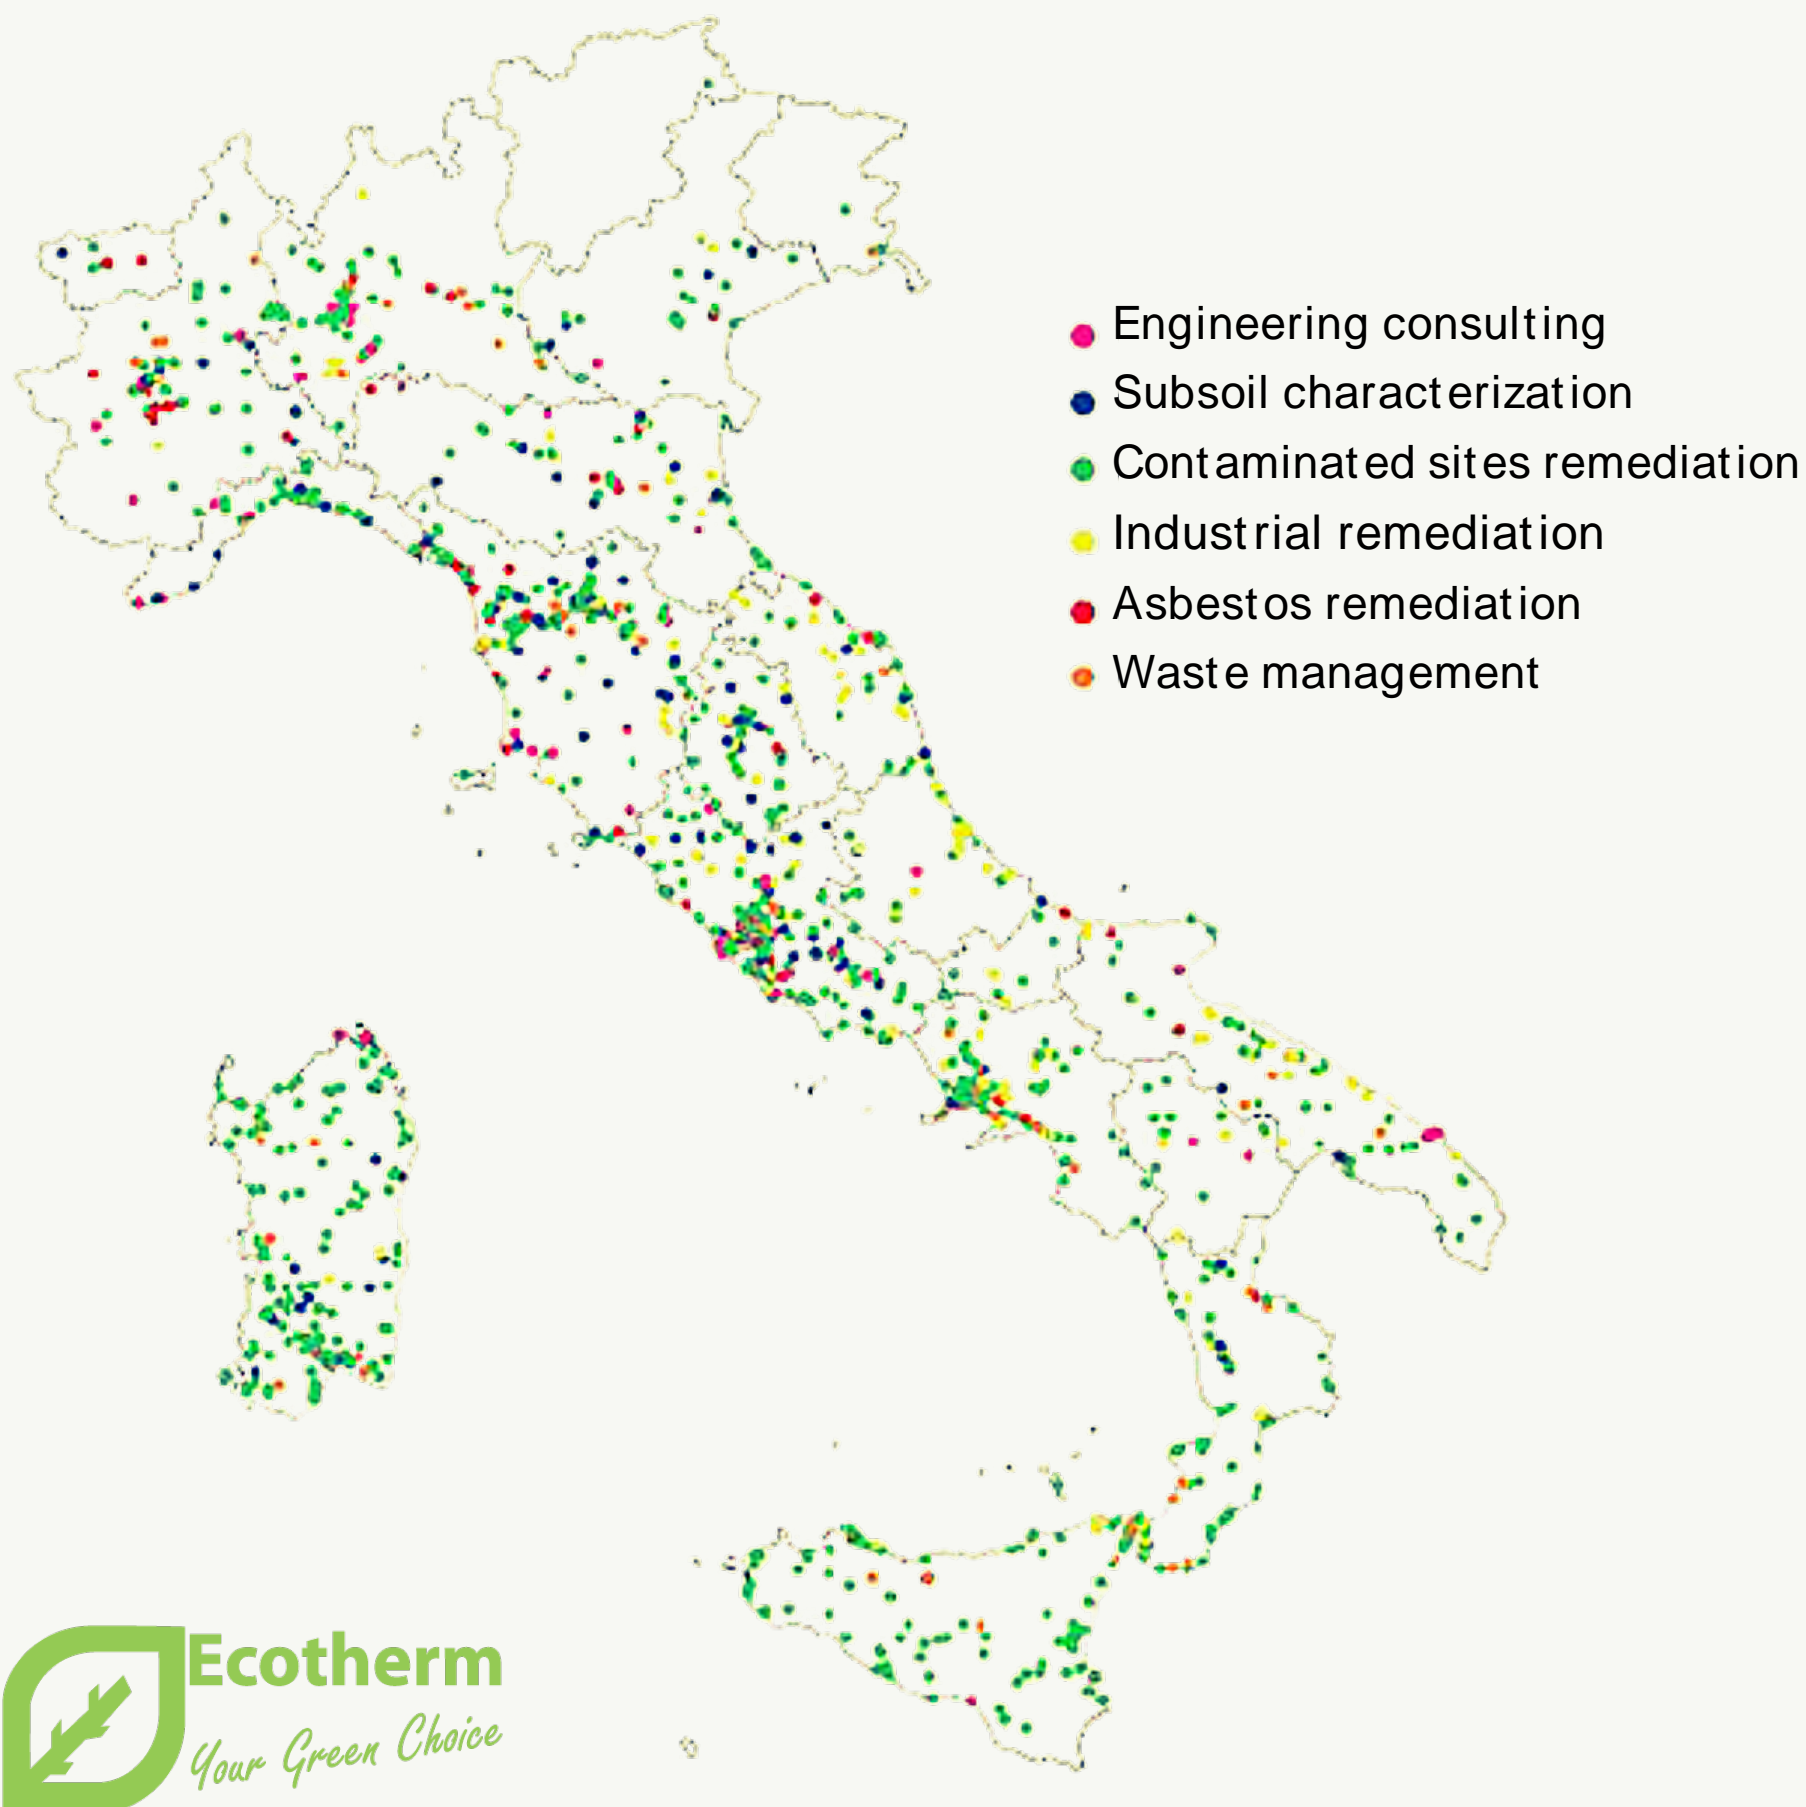 Engineering consulting
Subsoil characterization
Contaminated sites remediation
Industrial remediation
Asbestos remediation
Waste management
Ecotherm
Your Green Choice